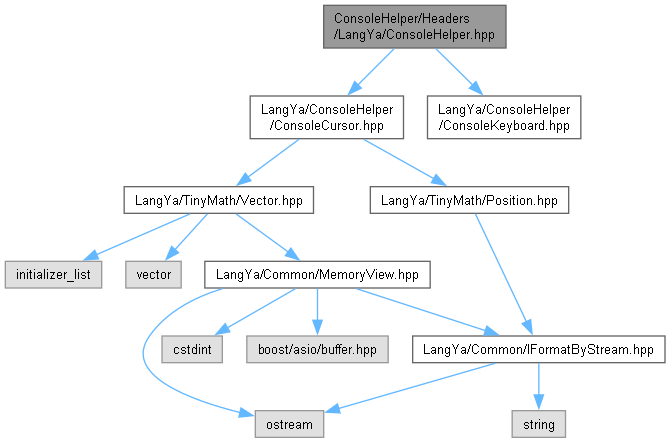 ConsoleHelper/Headers
/LangYa/ConsoleHelper.hpp
LangYa/ConsoleHelper
/ConsoleCursor.hpp
LangYa/ConsoleHelper
/ConsoleKeyboard.hpp
LangYa/TinyMath/Vector.hpp
LangYa/TinyMath/Position.hpp
initializer_list
vector
LangYa/Common/MemoryView.hpp
cstdint
boost/asio/buffer.hpp
LangYa/Common/IFormatByStream.hpp
ostream
string